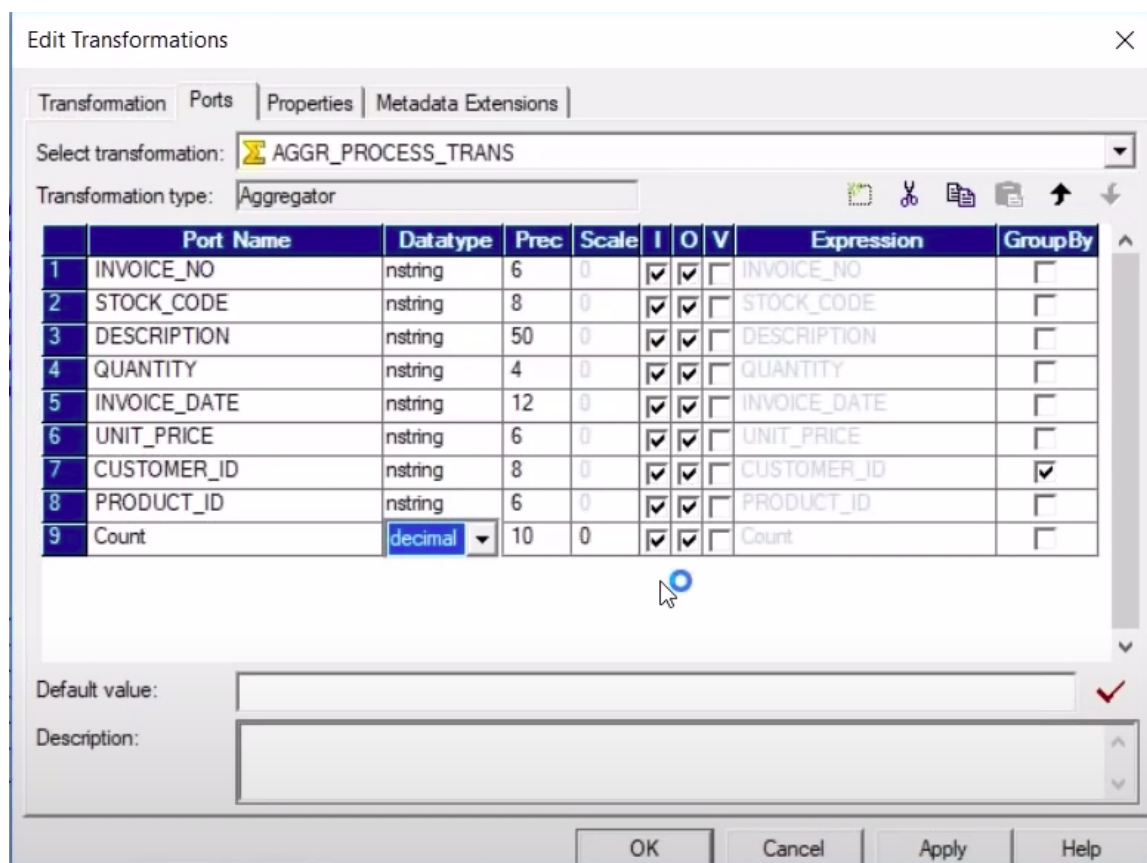 Edit Transformations
Transformation Ports Properties Metadata Extensions
Select transformation: AGGR_PROCESS_TRANS
Transformation type: Aggregator
Port Name Datatype Prec Scale I O V Expression GroupBy
1 INVOICE_NO nstring 6 0 INVOICE_NO
2 STOCK_CODE nstring 8 0 STOCK_CODE
3 DESCRIPTION nstring 50 0 DESCRIPTION
4 QUANTITY nstring 4 0 QUANTITY
5 INVOICE_DATE nstring 12 0 INVOICE_DATE
6 UNIT_PRICE nstring 6 0 UNIT_PRICE
7 CUSTOMER_ID nstring 8 0 CUSTOMER_ID
8 PRODUCT_ID nstring 6 0 PRODUCT_ID
9 Count decimal 10 0 Count
Default value:
Description:
OK Cancel Apply Help